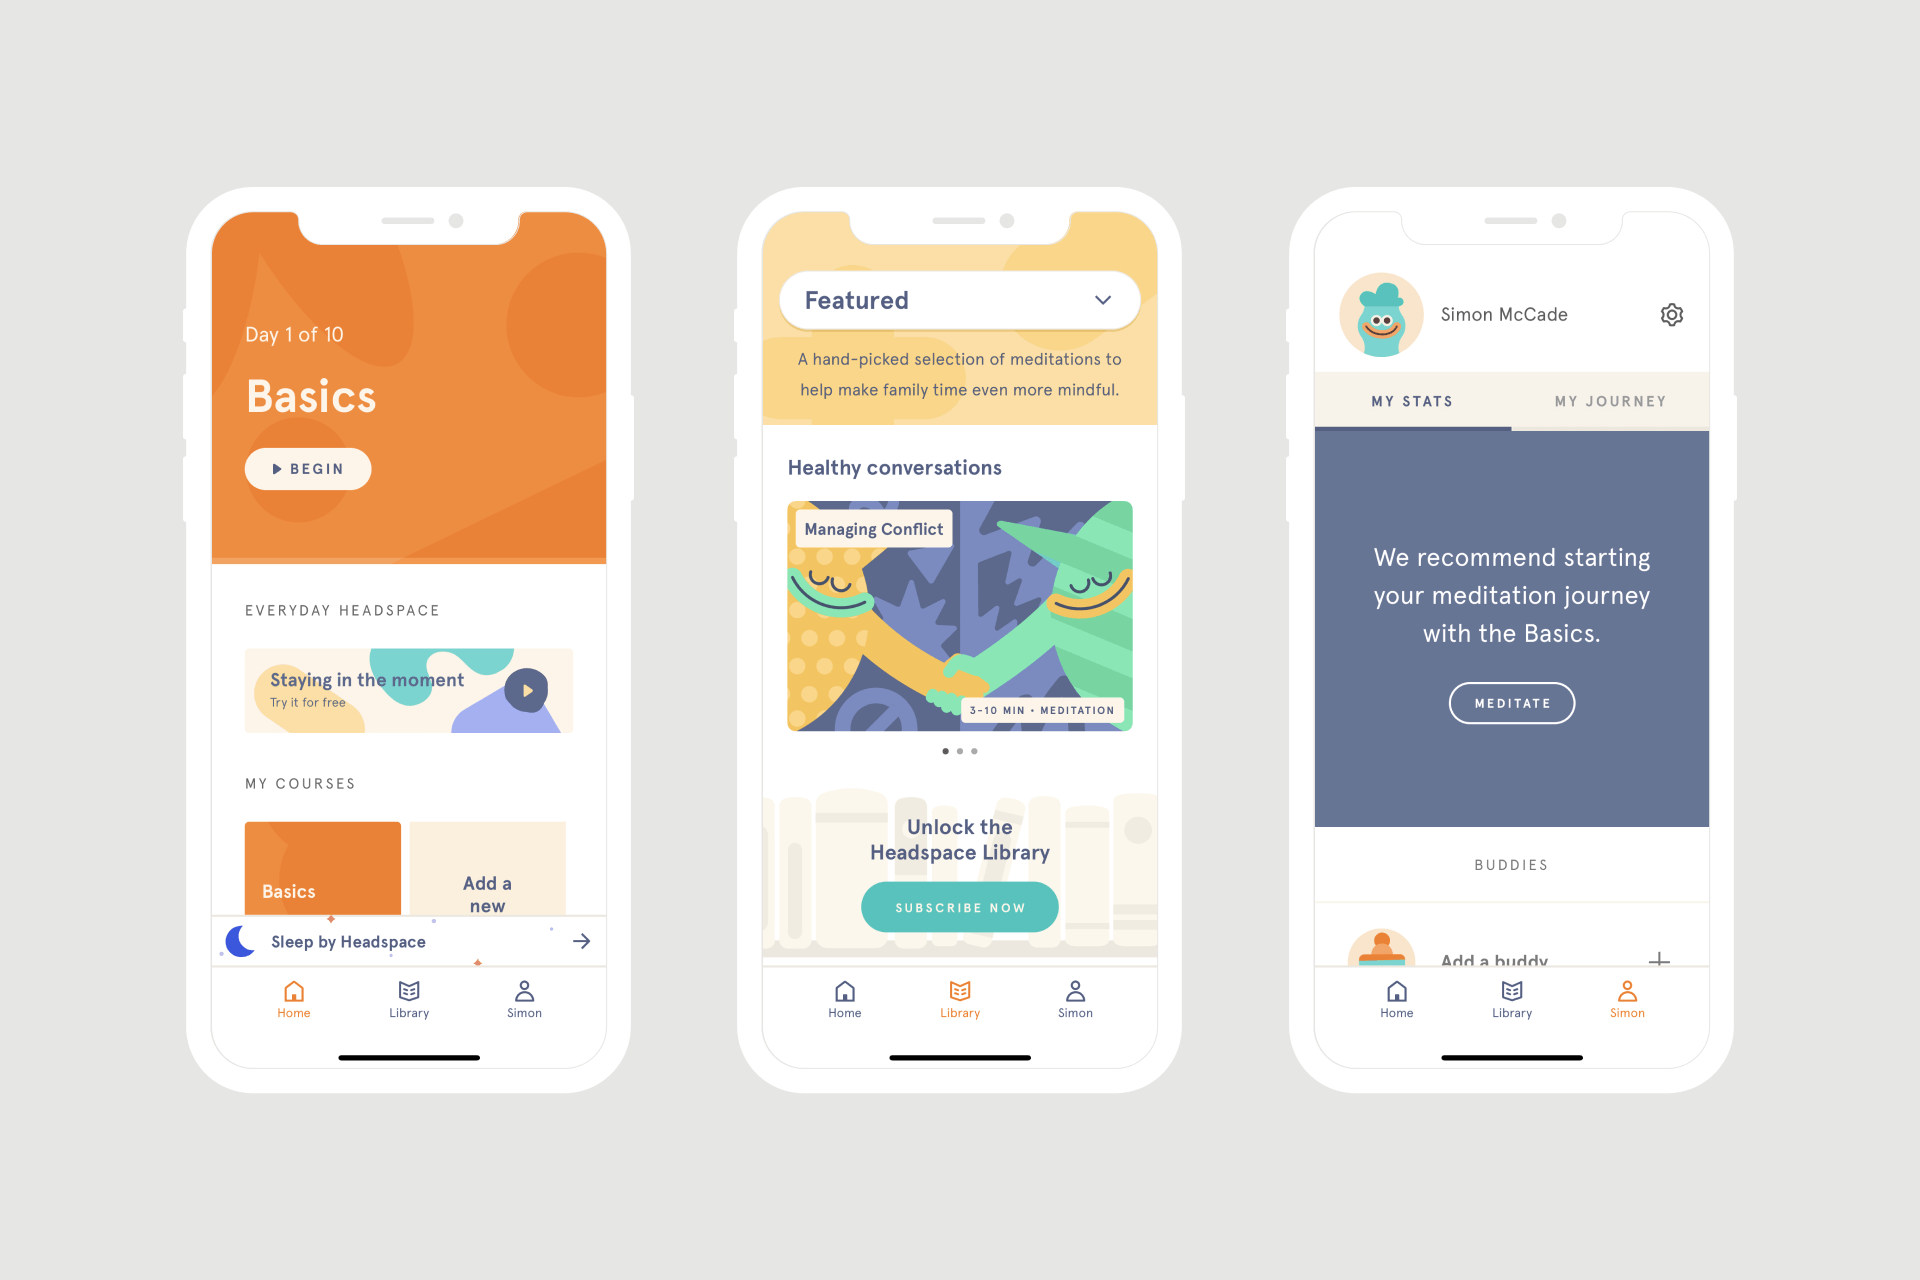 Day 1 of 10
Basics
BEGIN
EVERYDAY HEADSPACE
Staying in the moment
Try it for free
MY COURSES
Basics
Add a
new
Sleep by Headspace
Home
Library
Simon
Featured
A hand-picked selection of meditations to
help make family time even more mindful.
Healthy conversations
Managing Conflict
3-10 MIN • MEDITATION
Unlock the
Headspace Library
SUBSCRIBE NOW
Home
Library
Simon
Simon McCade
MY STATS
MY JOURNEY
We recommend starting
your meditation journey
with the Basics.
MEDITATE
BUDDIES
Add a buddy
Home
Library
Simon